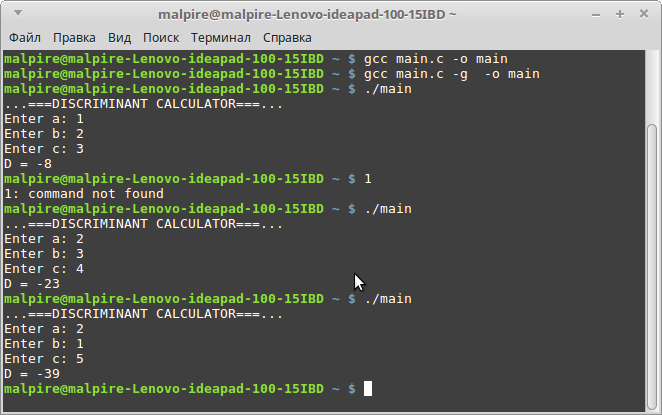 malpire@malpire-Lenovo-ideapad-100-15IBD ~
Файл Правка Вид Поиск Терминал Справка
malpire@malpire-Lenovo-ideapad-100-15IBD ~ $ gcc main.c -o main
malpire@malpire-Lenovo-ideapad-100-15IBD ~ $ gcc main.c -g  -o main
malpire@malpire-Lenovo-ideapad-100-15IBD ~ $ ./main
...===DISCRIMINANT CALCULATOR===...
Enter a: 1
Enter b: 2
Enter c: 3
D = -8
malpire@malpire-Lenovo-ideapad-100-15IBD ~ $ 1
1: command not found
malpire@malpire-Lenovo-ideapad-100-15IBD ~ $ ./main
...===DISCRIMINANT CALCULATOR===...
Enter a: 2
Enter b: 3
Enter c: 4
D = -23
malpire@malpire-Lenovo-ideapad-100-15IBD ~ $ ./main
...===DISCRIMINANT CALCULATOR===...
Enter a: 2
Enter b: 1
Enter c: 5
D = -39
malpire@malpire-Lenovo-ideapad-100-15IBD ~ $